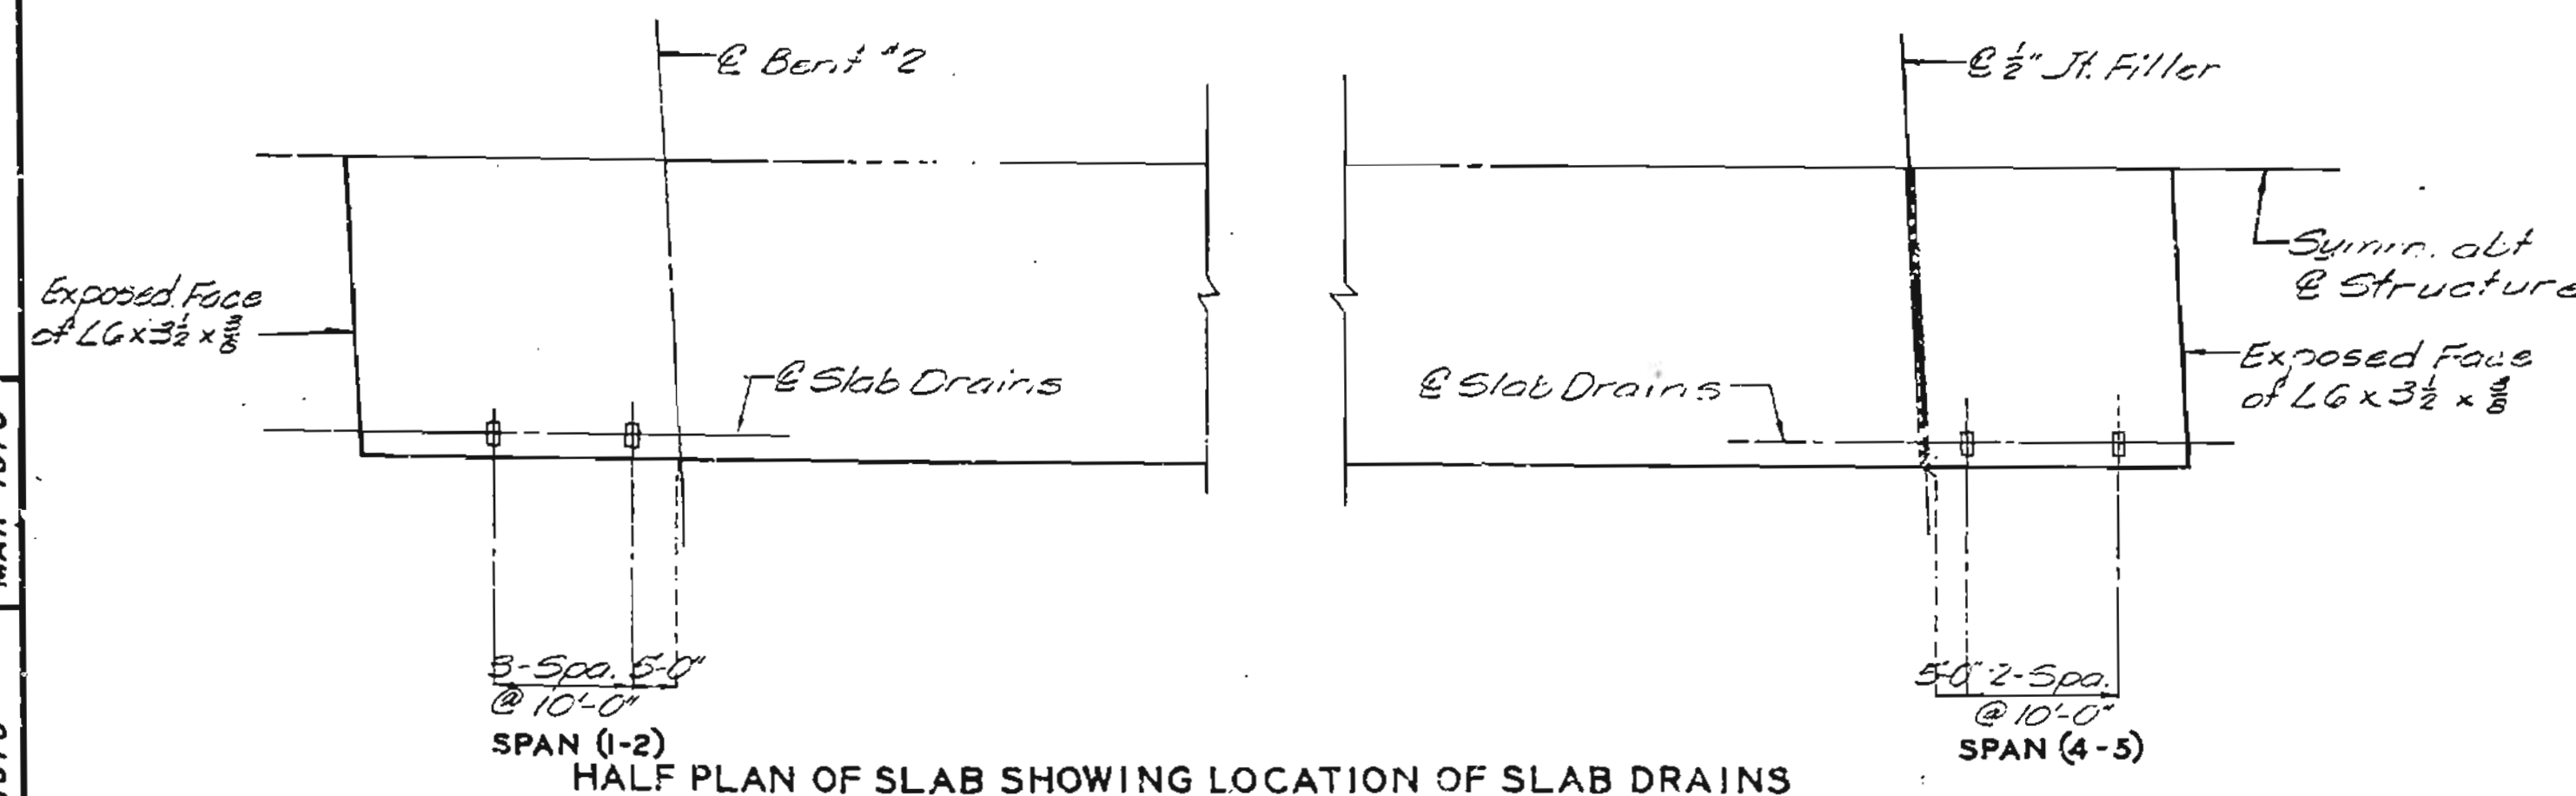 ℄ Bent #2
℄ ½" Jt. Filler
Symm. abt
℄ Structure
Exposed Face
of L6 x 3½ x ⅜
℄ Slab Drains
℄ Slab Drains
Exposed Face
of L6 x 3½ x ⅜
3-Spa. 5'-0"
@ 10'-0"
SPAN (1-2)
5'-0" 2-Spa.
@ 10'-0"
SPAN (4-5)
HALF PLAN OF SLAB SHOWING LOCATION OF SLAB DRAINS